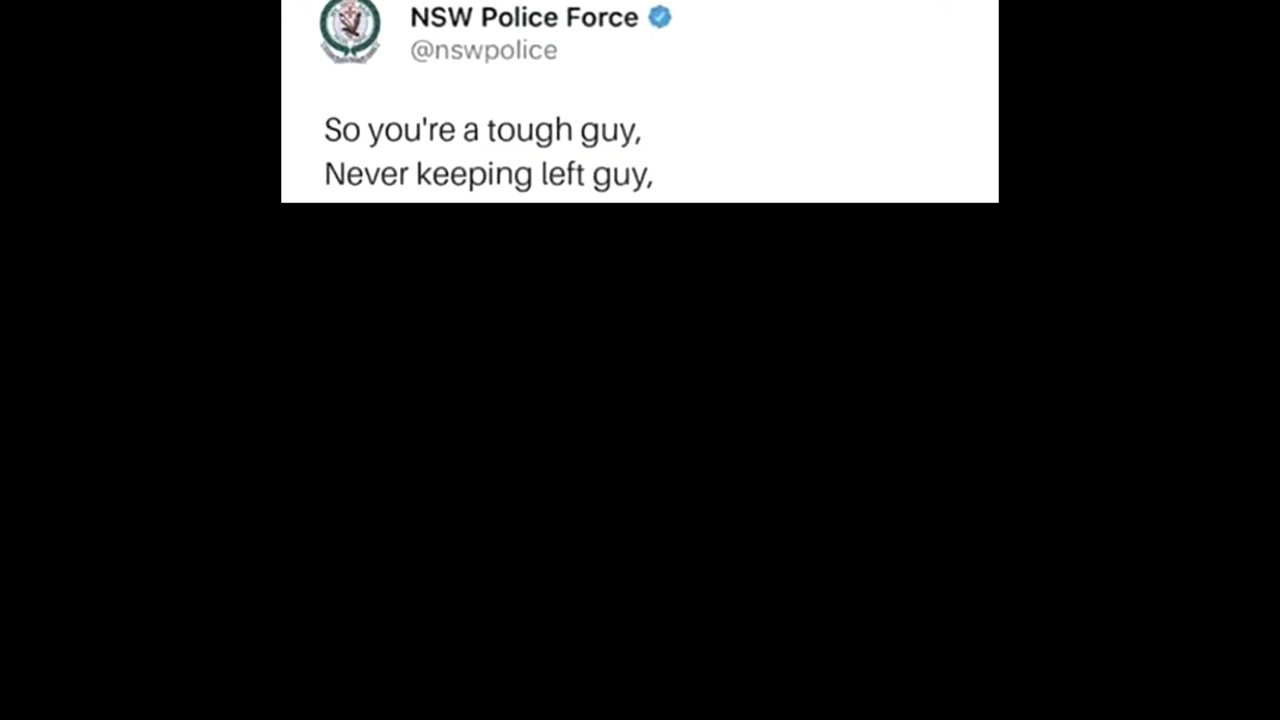 NSW Police Force
@nswpolice
So you're a tough guy,
Never keeping left guy,